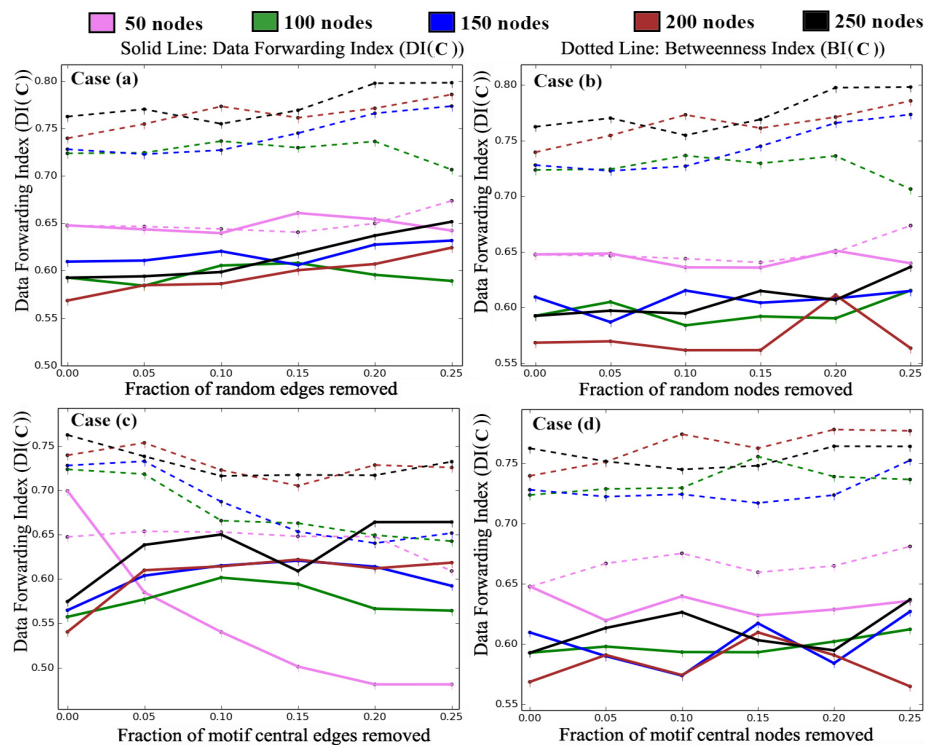 50 nodes 100 nodes 150 nodes 200 nodes 250 nodes
Solid Line: Data Forwarding Index (DI(C)) Dotted Line: Betweenness Index (BI(C))
Case (a)
Data Forwarding Index (DI(C))
0.80
0.75
0.70
0.65
0.60
0.55
0.50
0.00 0.05 0.10 0.15 0.20 0.25
Fraction of random edges removed
Case (b)
Data Forwarding Index (DI(C))
0.80
0.75
0.70
0.65
0.60
0.55
0.00 0.05 0.10 0.15 0.20 0.25
Fraction of random nodes removed
Case (c)
Data Forwarding Index (DI(C))
0.75
0.70
0.65
0.60
0.55
0.50
0.00 0.05 0.10 0.15 0.20 0.25
Fraction of motif central edges removed
Case (d)
Data Forwarding Index (DI(C))
0.80
0.75
0.70
0.65
0.60
0.55
0.00 0.05 0.10 0.15 0.20 0.25
Fraction of motif central nodes removed